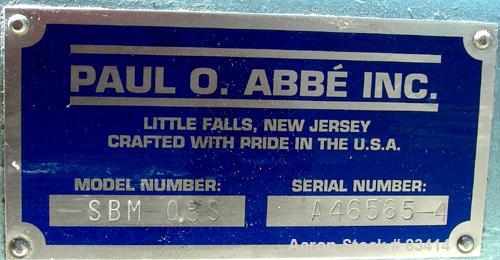 PAUL O. ABBÉ INC.
LITTLE FALLS, NEW JERSEY
CRAFTED WITH PRIDE IN THE U.S.A.
MODEL NUMBER: SERIAL NUMBER:
SBM 0.5S A46565-4
Aaron Stock # 83414